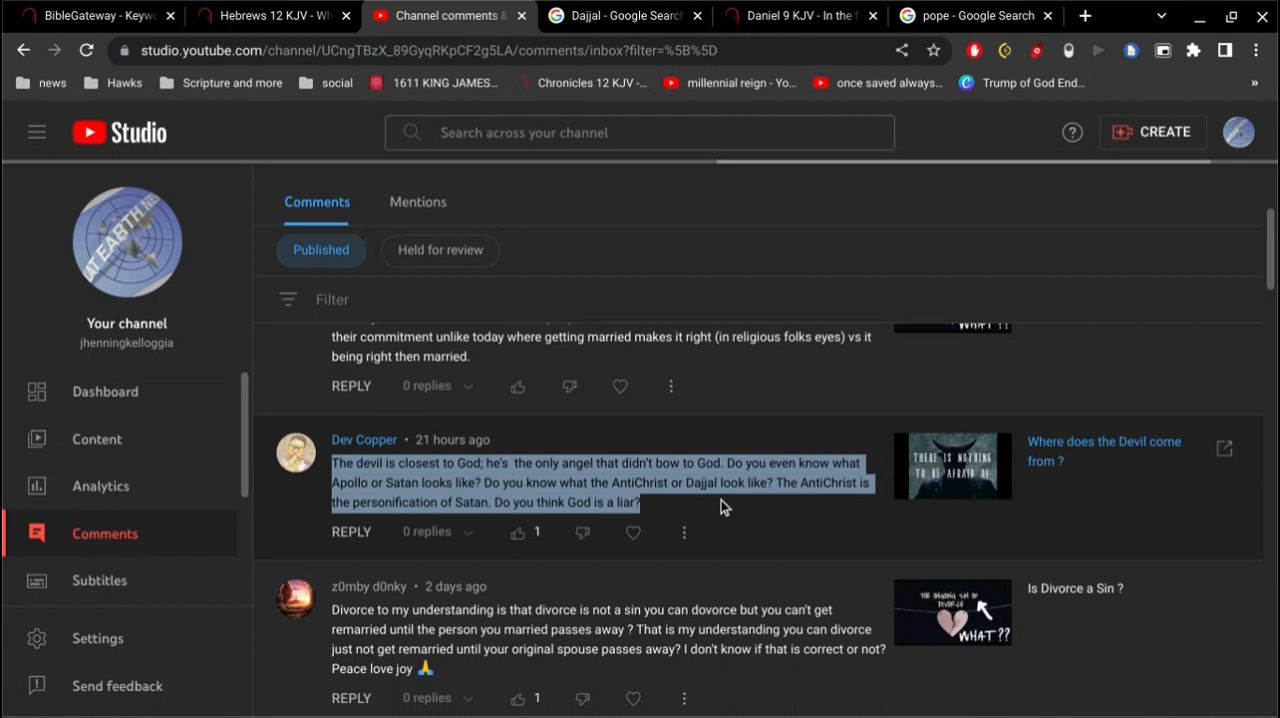 BibleGateway - Keyw
Hebrews 12 KJV - Wh
Channel comments &
Dajjal - Google Searc
Daniel 9 KJV - In the f
pope - Google Search
studio.youtube.com/channel/UCngTBzX_89GyqRKpCF2g5LA/comments/inbox?filter=%5B%5D
news
Hawks
Scripture and more
social
1611 KING JAMES...
Chronicles 12 KJV -...
millennial reign - Yo...
once saved always...
Trump of God End...
»
Studio
Search across your channel
CREATE
AT EARTH NE
Your channel
jhenningkelloggia
Dashboard
Content
Analytics
Comments
Subtitles
Settings
Send feedback
Comments
Mentions
Published
Held for review
Filter
their commitment unlike today where getting married makes it right (in religious folks eyes) vs it
being right then married.
REPLY 0 replies
Dev Copper • 21 hours ago
The devil is closest to God; he's the only angel that didn't bow to God. Do you even know what
Apollo or Satan looks like? Do you know what the AntiChrist or Dajjal look like? The AntiChrist is
the personification of Satan. Do you think God is a liar?
REPLY 0 replies 1
THERE IS NOTHING
TO BE AFRAID OF
Where does the Devil come
from ?
z0mby d0nky • 2 days ago
Divorce to my understanding is that divorce is not a sin you can dovorce but you can't get
remarried until the person you married passes away ? That is my understanding you can divorce
just not get remarried until your original spouse passes away? I don't know if that is correct or not?
Peace love joy 🙏
REPLY 0 replies 1
WHAT??
Is Divorce a Sin ?